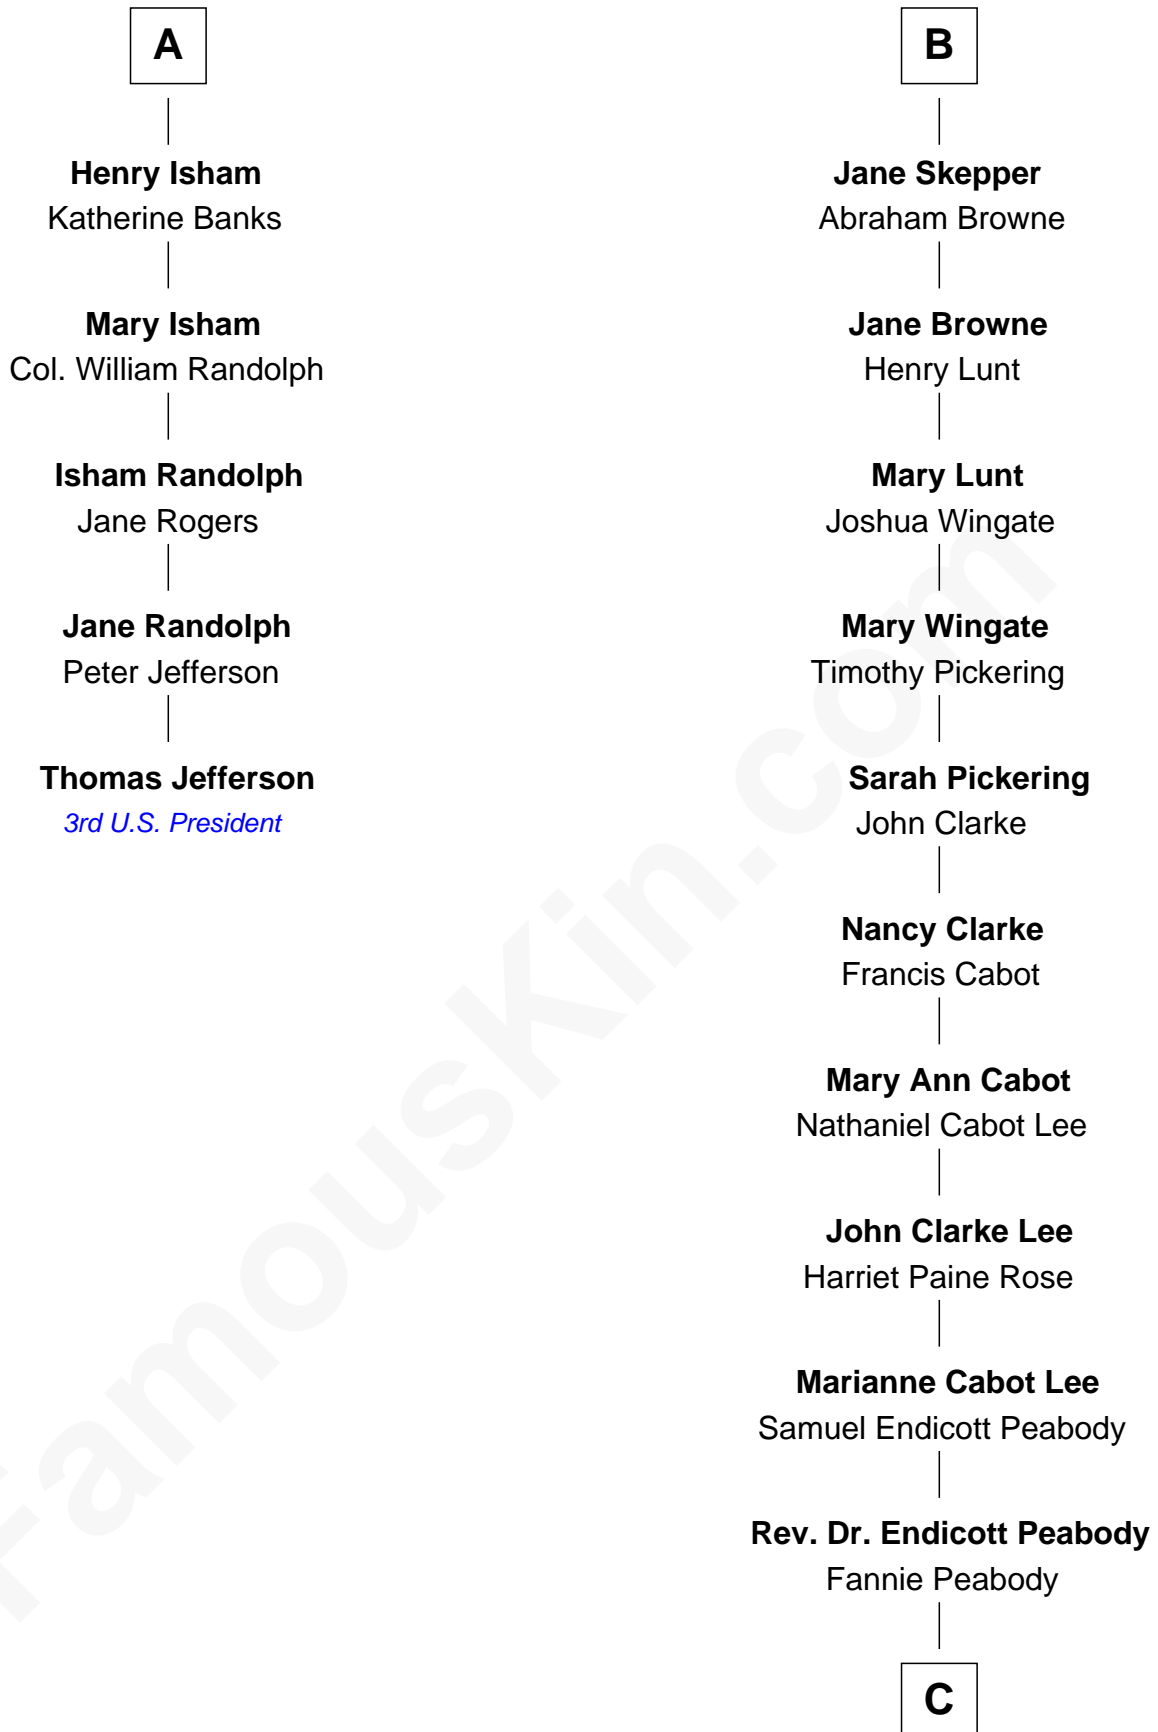 A
Henry Isham
Katherine Banks
Mary Isham
Col. William Randolph
Isham Randolph
Jane Rogers
Jane Randolph
Peter Jefferson
Thomas Jefferson
3rd U.S. President
B
Jane Skepper
Abraham Browne
Jane Browne
Henry Lunt
Mary Lunt
Joshua Wingate
Mary Wingate
Timothy Pickering
Sarah Pickering
John Clarke
Nancy Clarke
Francis Cabot
Mary Ann Cabot
Nathaniel Cabot Lee
John Clarke Lee
Harriet Paine Rose
Marianne Cabot Lee
Samuel Endicott Peabody
Rev. Dr. Endicott Peabody
Fannie Peabody
C
FamousKin.com